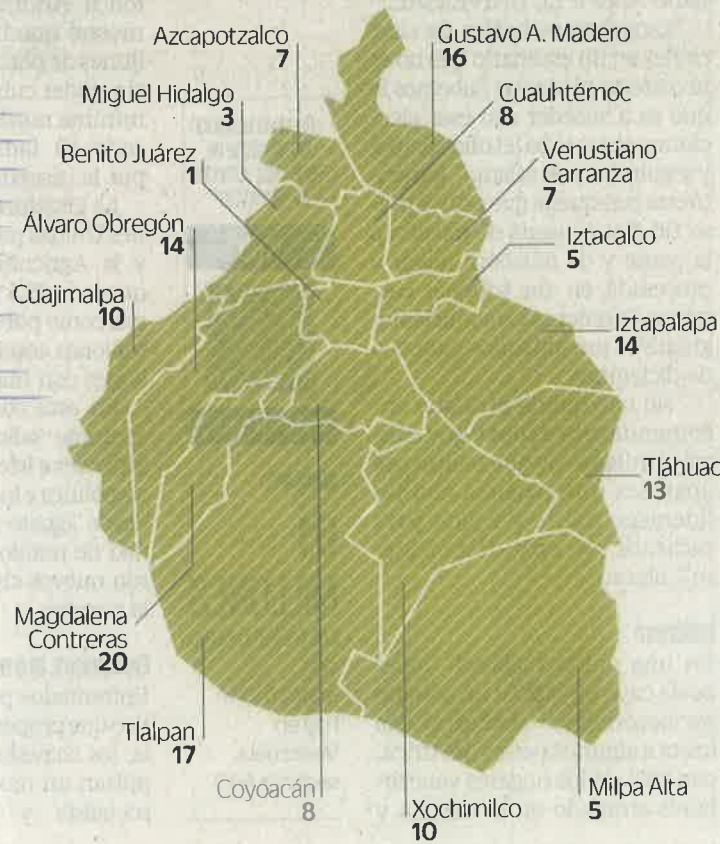 Azcapotzalco
7
Gustavo A. Madero
16
Miguel Hidalgo
3
Cuauhtémoc
8
Benito Juárez
1
Venustiano
Carranza
7
Álvaro Obregón
14
Iztacalco
5
Cuajimalpa
10
Iztapalapa
14
Tláhuac
13
Magdalena
Contreras
20
Tlalpan
17
Coyoacán
8
Xochimilco
10
Milpa Alta
5